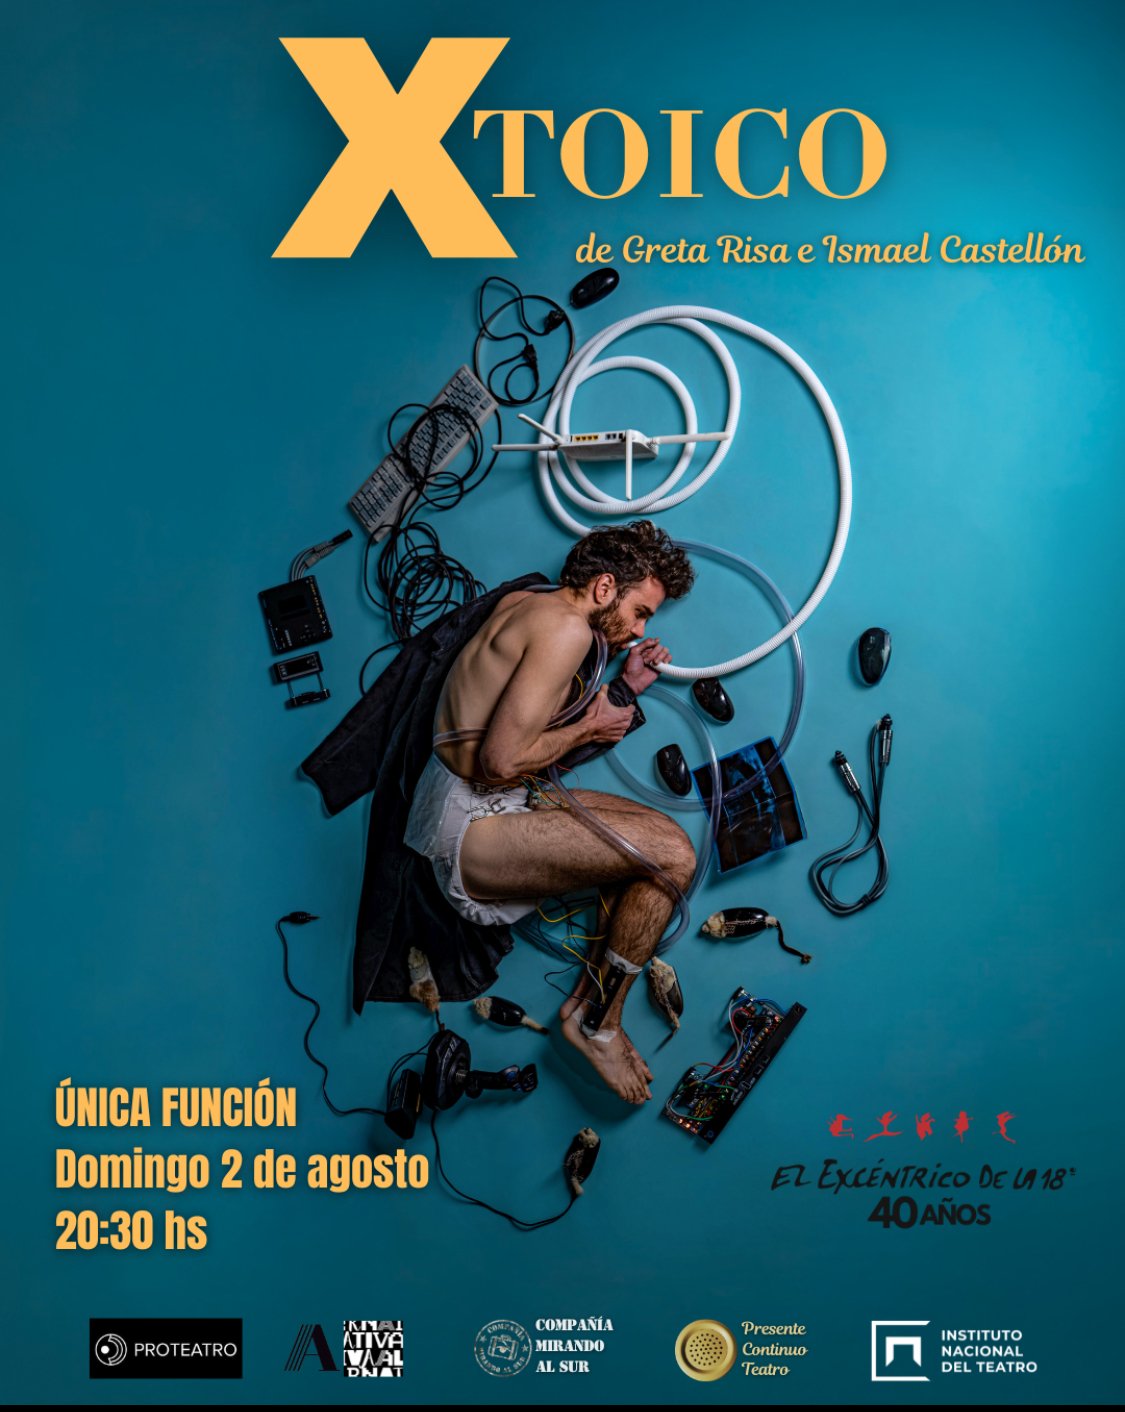 XTOICO
de Greta Risa e Ismael Castellón
ÚNICA FUNCIÓN
Domingo 2 de agosto
20:30 hs
EL EXCÉNTRICO DE LA 18ª
40 AÑOS
PROTEATRO
COMPAÑÍA
MIRANDO
AL SUR
Presente
Continuo
Teatro
INSTITUTO
NACIONAL
DEL TEATRO